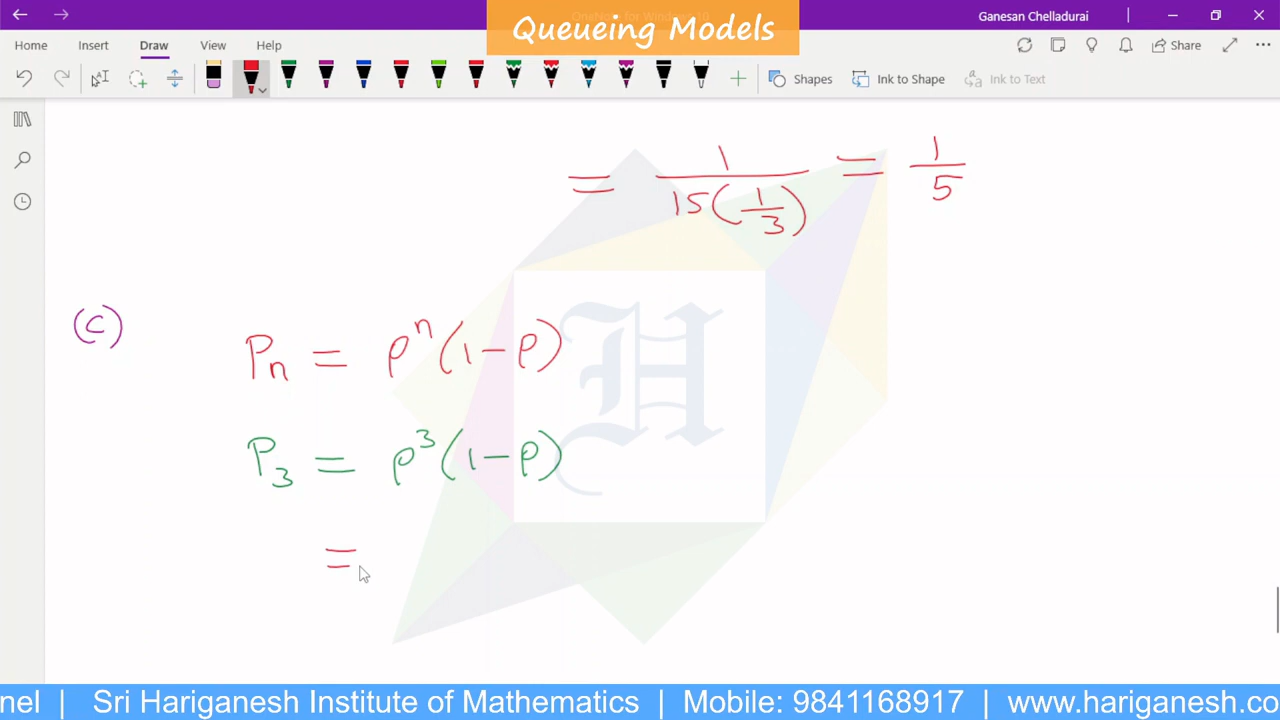 Queueing Models
Ganesan Chelladurai
Home Insert Draw View Help
Share
Shapes Ink to Shape Ink to Text
= 1/15(1/3) = 1/5
(c) Pn = ρ^n(1-ρ)
P3 = ρ^3(1-ρ)
=
H
nel | Sri Hariganesh Institute of Mathematics | Mobile: 9841168917 | www.hariganesh.co